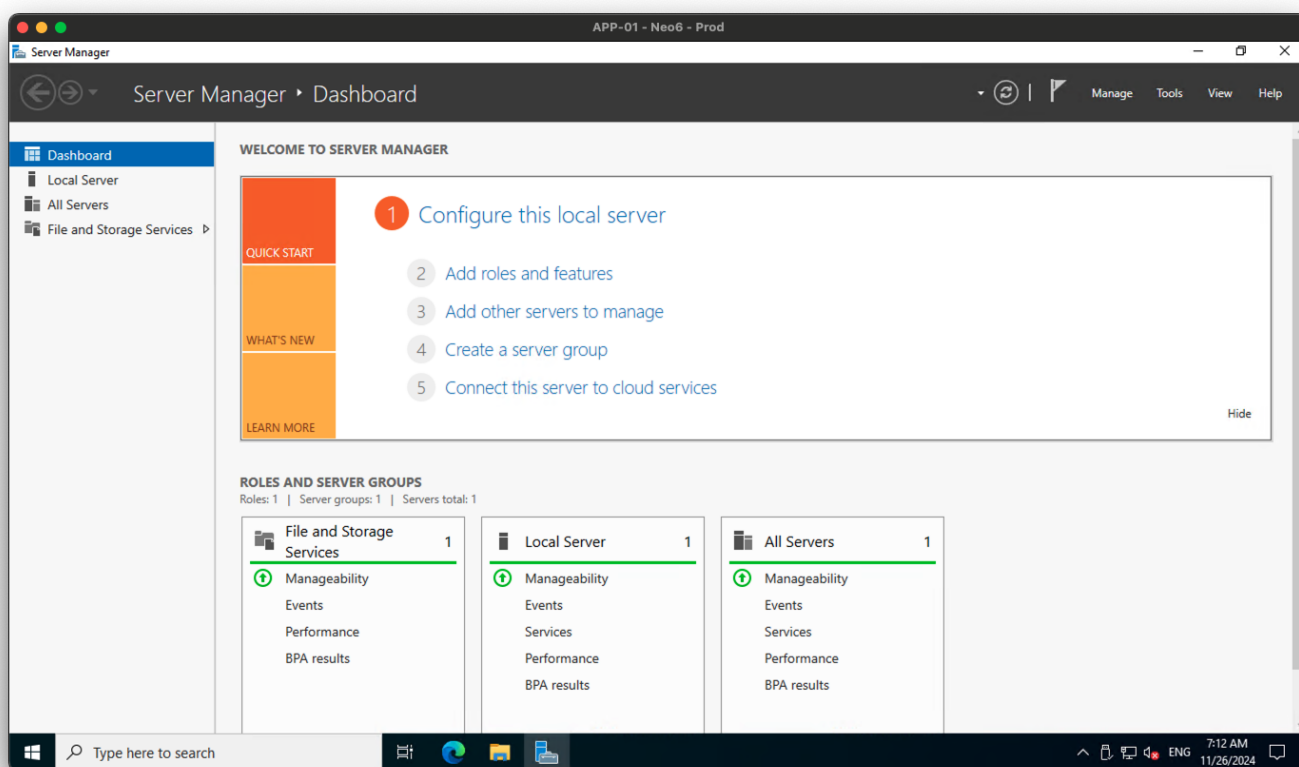 APP-01 - Neo6 - Prod
Server Manager
Server Manager ‣ Dashboard
Manage Tools View Help
Dashboard
Local Server
All Servers
File and Storage Services
WELCOME TO SERVER MANAGER
QUICK START
WHAT'S NEW
LEARN MORE
1 Configure this local server
2 Add roles and features
3 Add other servers to manage
4 Create a server group
5 Connect this server to cloud services
Hide
ROLES AND SERVER GROUPS
Roles: 1 | Server groups: 1 | Servers total: 1
File and Storage
Services
1
Manageability
Events
Performance
BPA results
Local Server 1
Manageability
Events
Services
Performance
BPA results
All Servers 1
Manageability
Events
Services
Performance
BPA results
Type here to search
ENG
7:12 AM
11/26/2024